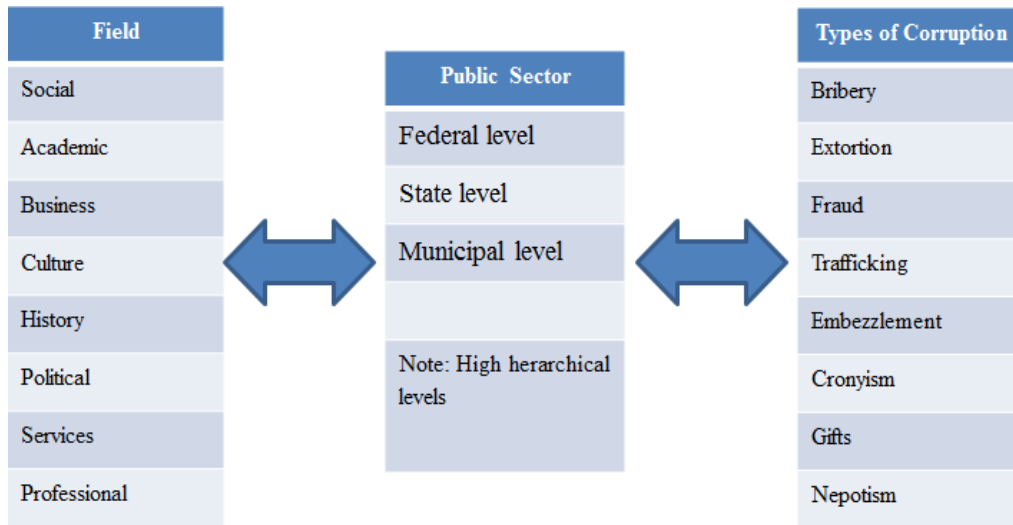 Field
Social
Academic
Business
Culture
History
Political
Services
Professional
Public Sector
Federal level
State level
Municipal level
Note: High herarchical
levels
Types of Corruption
Bribery
Extortion
Fraud
Trafficking
Embezzlement
Cronyism
Gifts
Nepotism